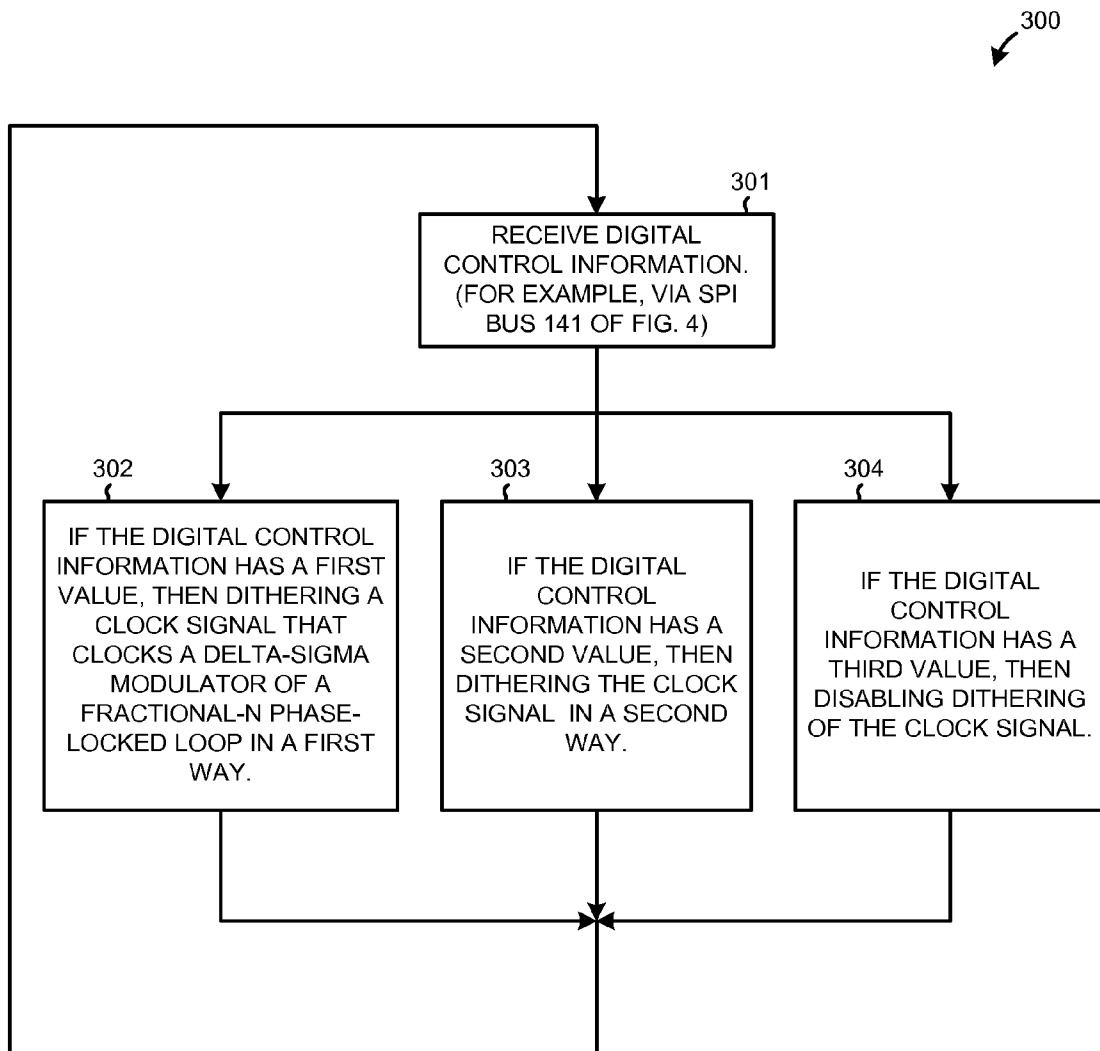 300
301
RECEIVE DIGITAL
CONTROL INFORMATION.
(FOR EXAMPLE, VIA SPI
BUS 141 OF FIG. 4)
302
IF THE DIGITAL CONTROL
INFORMATION HAS A FIRST
VALUE, THEN DITHERING A
CLOCK SIGNAL THAT
CLOCKS A DELTA-SIGMA
MODULATOR OF A
FRACTIONAL-N PHASE-
LOCKED LOOP IN A FIRST
WAY.
303
IF THE DIGITAL
CONTROL
INFORMATION HAS A
SECOND VALUE, THEN
DITHERING THE CLOCK
SIGNAL IN A SECOND
WAY.
304
IF THE DIGITAL
CONTROL
INFORMATION HAS A
THIRD VALUE, THEN
DISABLING DITHERING
OF THE CLOCK SIGNAL.